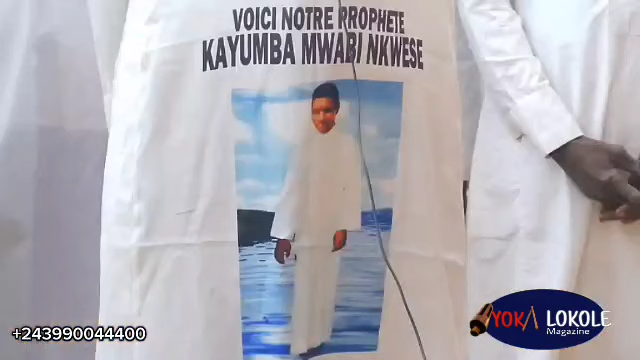 VOICI NOTRE PROPHETE
KAYUMBA MWABI NKWESE
+243990044400
YOKA LOKOLE
Magazine